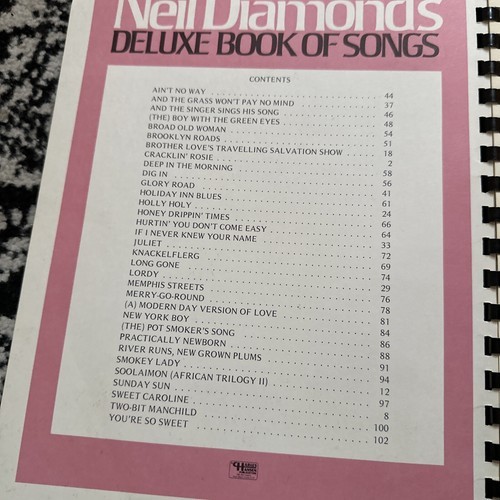 Neil Diamond's
DELUXE BOOK OF SONGS
CONTENTS
AIN'T NO WAY 44
AND THE GRASS WON'T PAY NO MIND 37
AND THE SINGER SINGS HIS SONG 46
(THE) BOY WITH THE GREEN EYES 48
BROAD OLD WOMAN 54
BROOKLYN ROADS 51
BROTHER LOVE'S TRAVELLING SALVATION SHOW 18
CRACKLIN' ROSIE 2
DEEP IN THE MORNING 58
DIG IN 56
GLORY ROAD 41
HOLIDAY INN BLUES 61
HOLLY HOLY 24
HONEY DRIPPIN' TIMES 66
HURTIN' YOU DON'T COME EASY 64
IF I NEVER KNEW YOUR NAME 33
JULIET 72
KNACKELFLERG 69
LONG GONE 74
LORDY 29
MEMPHIS STREETS 76
MERRY-GO-ROUND 78
(A) MODERN DAY VERSION OF LOVE 81
NEW YORK BOY 84
(THE) POT SMOKER'S SONG 86
PRACTICALLY NEWBORN 88
RIVER RUNS, NEW GROWN PLUMS 91
SMOKEY LADY 94
SOOLAIMON (AFRICAN TRILOGY II) 12
SUNDAY SUN 97
SWEET CAROLINE 8
TWO-BIT MANCHILD 100
YOU'RE SO SWEET 102